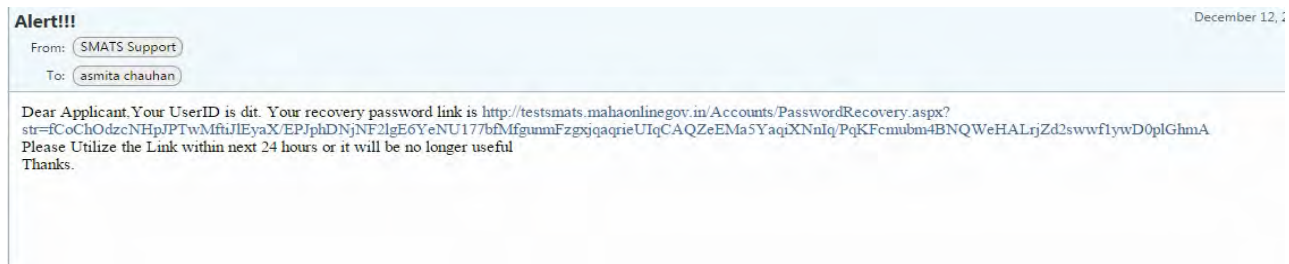 Alert!!!
December 12, 2
From: SMATS Support
To: asmita chauhan
Dear Applicant,Your UserID is dit. Your recovery password link is http://testsmats.mahaonlinegov.in/Accounts/PasswordRecovery.aspx?
str=fCoChOdzcNHpJPTwMftiJlEyaX/EPJphDNjNF2lgE6YeNU177bfMfgunmFzgxjqaqrieUIqCAQZeEMa5YaqiXNnIq/PqKFcmubm4BNQWeHALrjZd2swwf1ywD0plGhmA
Please Utilize the Link within next 24 hours or it will be no longer useful
Thanks.